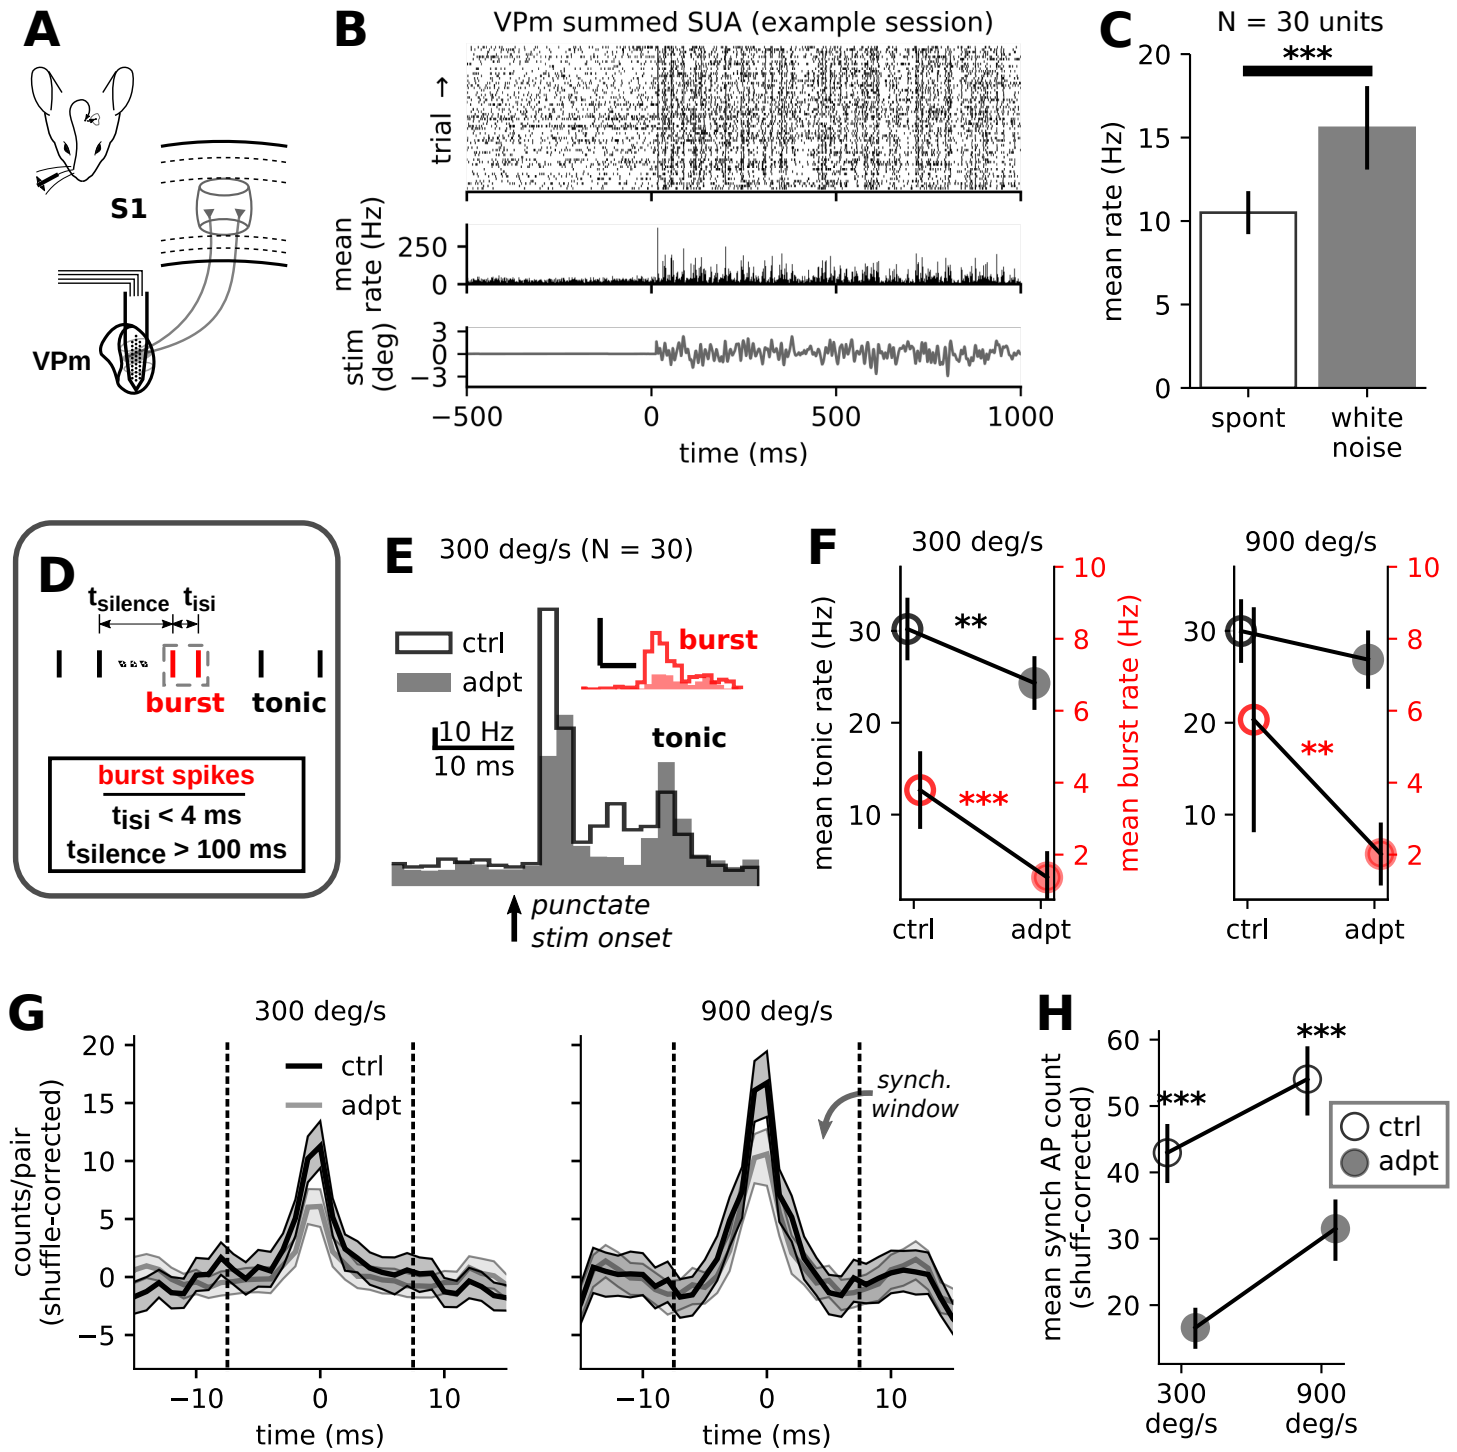 A
S1
VPm
B
VPm summed SUA (example session)
trial →
mean
rate (Hz)
250
0
stim
(deg)
3
0
−3
−500
0
500
1000
time (ms)
C
N = 30 units
***
mean rate (Hz)
20
15
10
5
0
spont
white
noise
D
tsilence
tisi
burst
tonic
burst spikes
tisi < 4 ms
tsilence > 100 ms
E
300 deg/s (N = 30)
ctrl
adpt
burst
10 Hz
10 ms
tonic
punctate
stim onset
F
300 deg/s
mean tonic rate (Hz)
30
20
10
**
***
10
8
6
4
2
mean burst rate (Hz)
ctrl
adpt
900 deg/s
30
20
10
**
10
8
6
4
2
ctrl
adpt
G
300 deg/s
counts/pair
(shuffle-corrected)
20
15
10
5
0
−5
ctrl
adpt
−10
0
10
time (ms)
900 deg/s
synch.
window
−10
0
10
time (ms)
H
mean synch AP count
(shuff-corrected)
60
50
40
30
20
***
***
ctrl
adpt
300
deg/s
900
deg/s